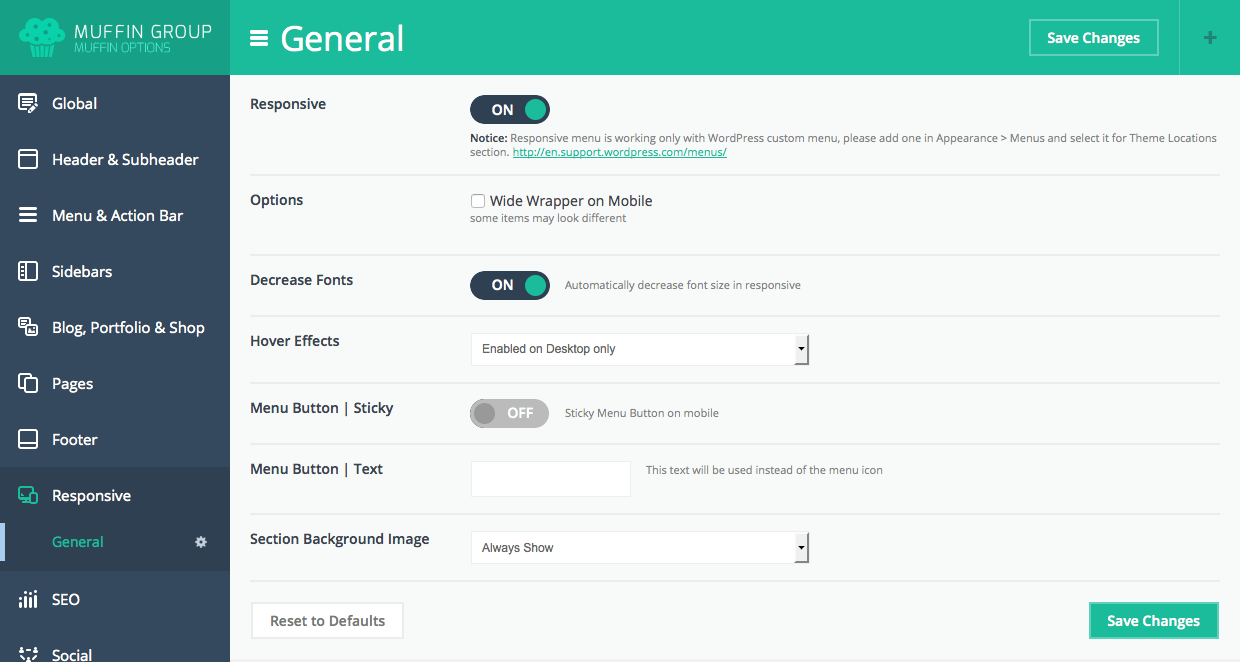 MUFFIN GROUP
MUFFIN OPTIONS
General
Save Changes
+
Global
Header & Subheader
Menu & Action Bar
Sidebars
Blog, Portfolio & Shop
Pages
Footer
Responsive
General
SEO
Social
Responsive
ON
Notice: Responsive menu is working only with WordPress custom menu, please add one in Appearance > Menus and select it for Theme Locations
section. http://en.support.wordpress.com/menus/
Options
Wide Wrapper on Mobile
some items may look different
Decrease Fonts
ON
Automatically decrease font size in responsive
Hover Effects
Enabled on Desktop only
Menu Button | Sticky
OFF
Sticky Menu Button on mobile
Menu Button | Text
This text will be used instead of the menu icon
Section Background Image
Always Show
Reset to Defaults
Save Changes